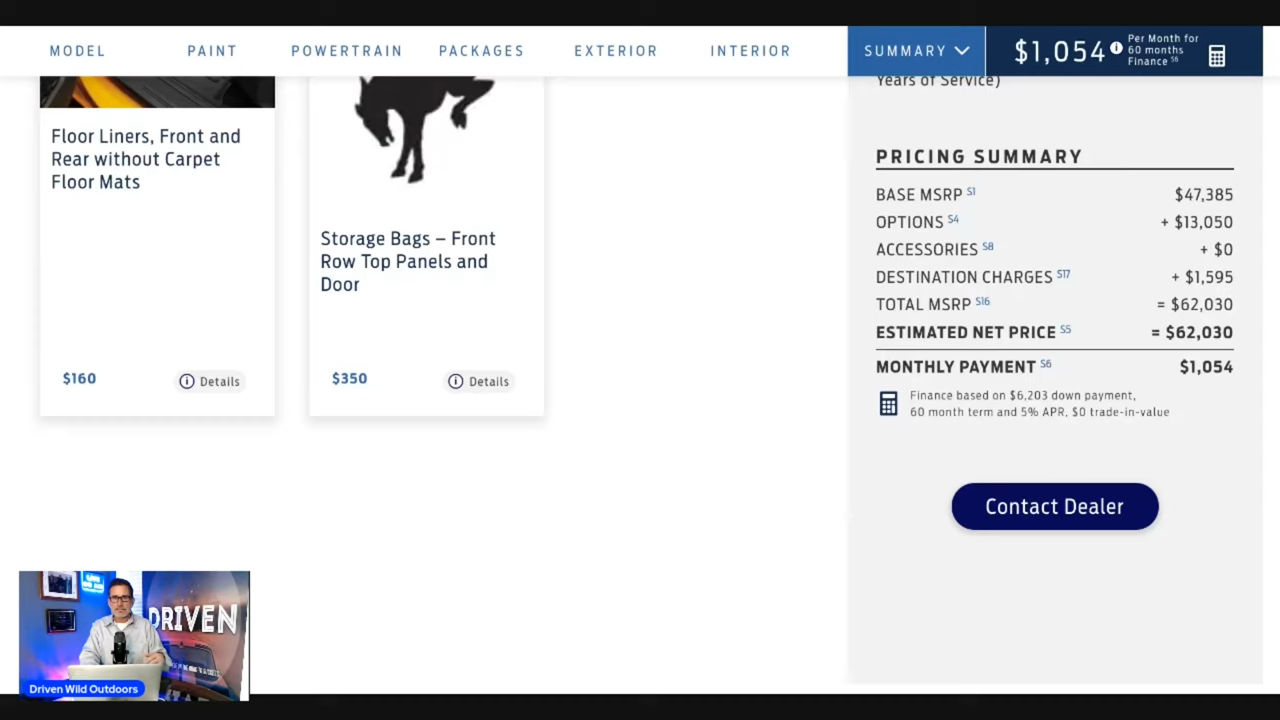 MODEL
PAINT
POWERTRAIN
PACKAGES
EXTERIOR
INTERIOR
SUMMARY
$1,054
Per Month for
60 months
Finance S6
Floor Liners, Front and
Rear without Carpet
Floor Mats
$160
Details
Storage Bags – Front
Row Top Panels and
Door
$350
Details
Years of Service)
PRICING SUMMARY
BASE MSRP S1 $47,385
OPTIONS S4 + $13,050
ACCESSORIES S8 + $0
DESTINATION CHARGES S17 + $1,595
TOTAL MSRP S16 = $62,030
ESTIMATED NET PRICE S5 = $62,030
MONTHLY PAYMENT S6 $1,054
Finance based on $6,203 down payment,
60 month term and 5% APR, $0 trade-in-value
Contact Dealer
DRIVEN
Driven Wild Outdoors